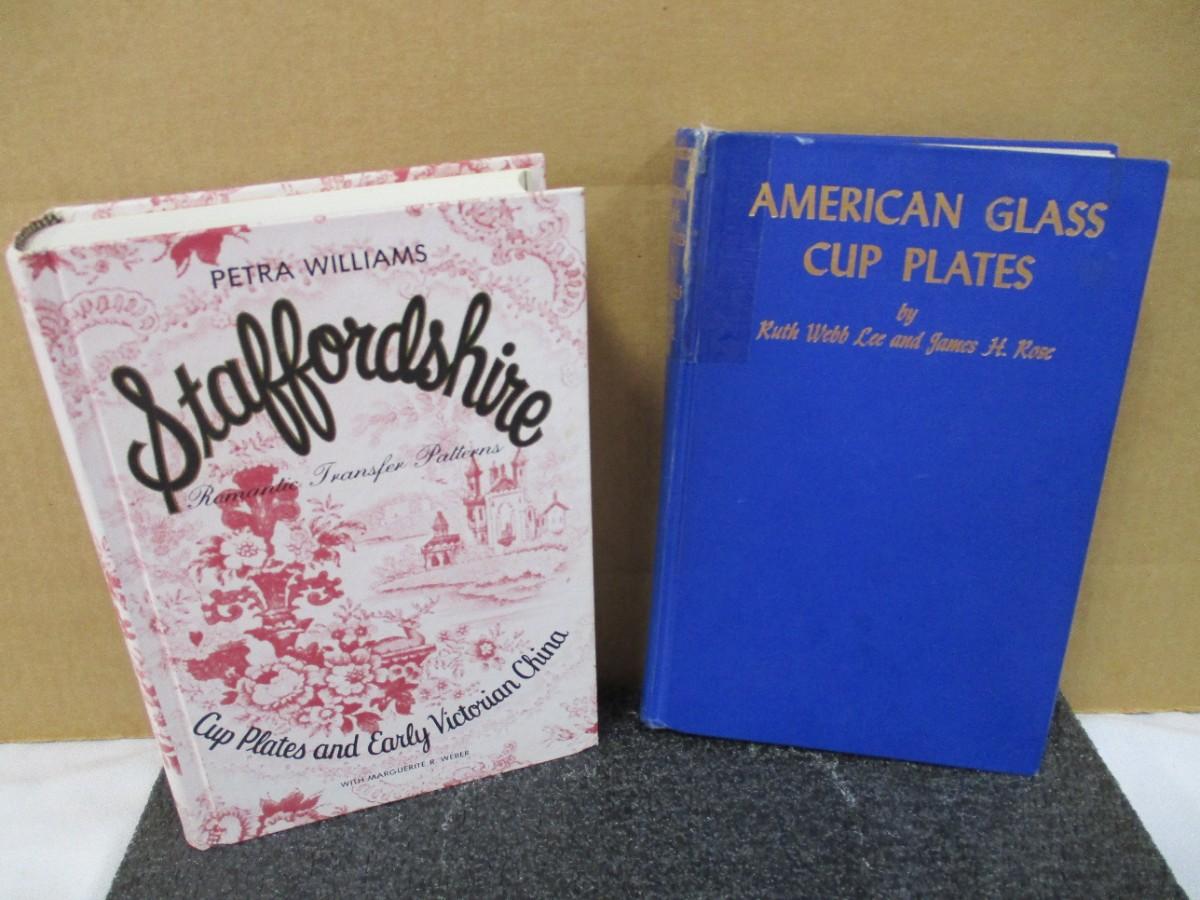 PETRA WILLIAMS
Staffordshire
Romantic Transfer Patterns
Cup Plates and Early Victorian China
WITH MARGUERITE R. WEBER
AMERICAN GLASS
CUP PLATES
by
Ruth Webb Lee and James H. Rose